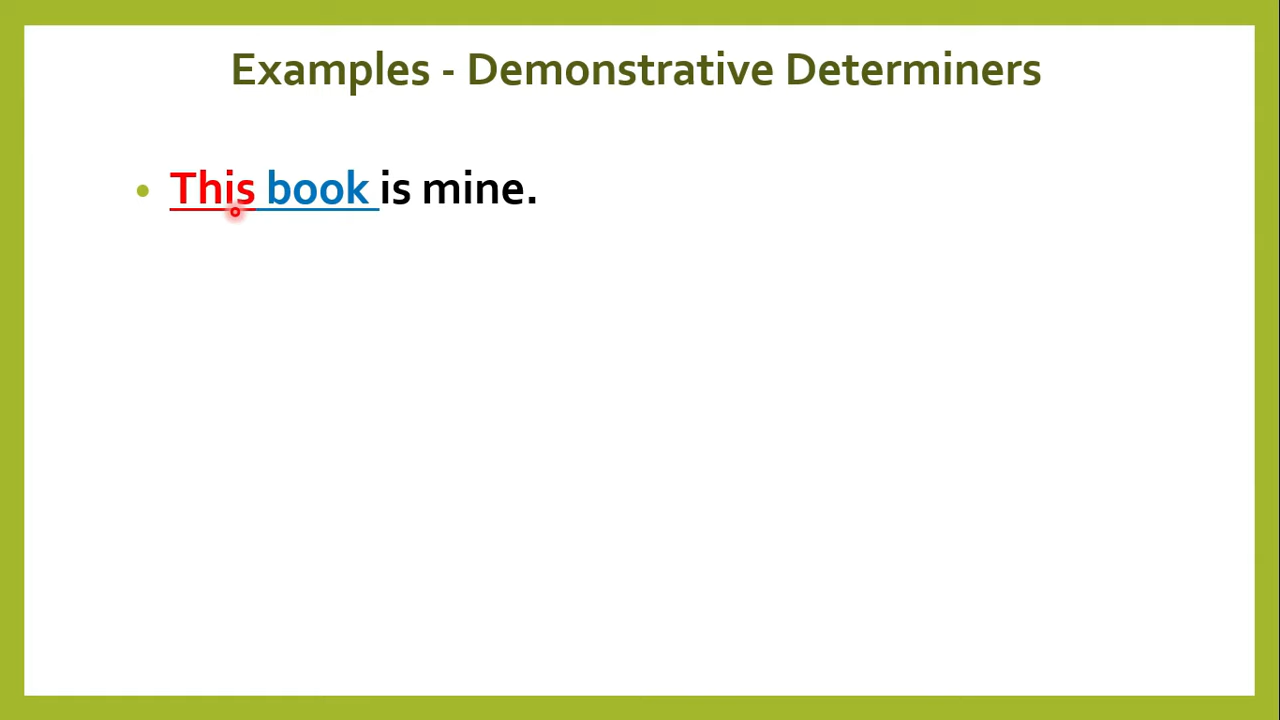 Examples - Demonstrative Determiners
• This book is mine.